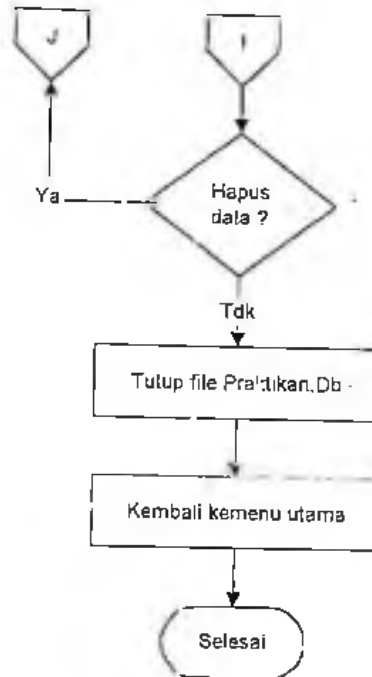 J
I
Hapus
data ?
Ya
Tdk
Tutup file Praktikan.Db
Kembali kemenu utama
Selesai